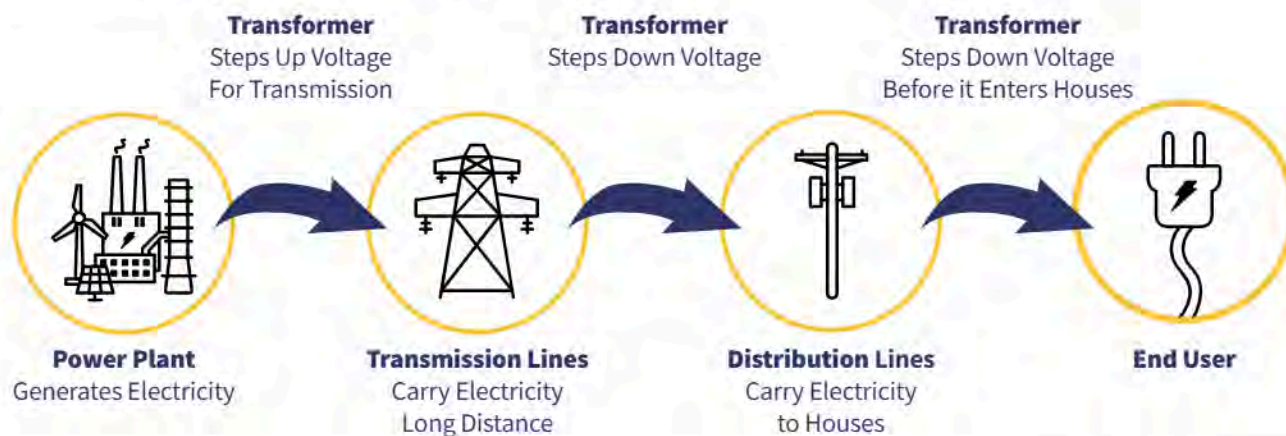 Transformer
Steps Up Voltage
For Transmission
Transformer
Steps Down Voltage
Transformer
Steps Down Voltage
Before it Enters Houses
Power Plant
Generates Electricity
Transmission Lines
Carry Electricity
Long Distance
Distribution Lines
Carry Electricity
to Houses
End User